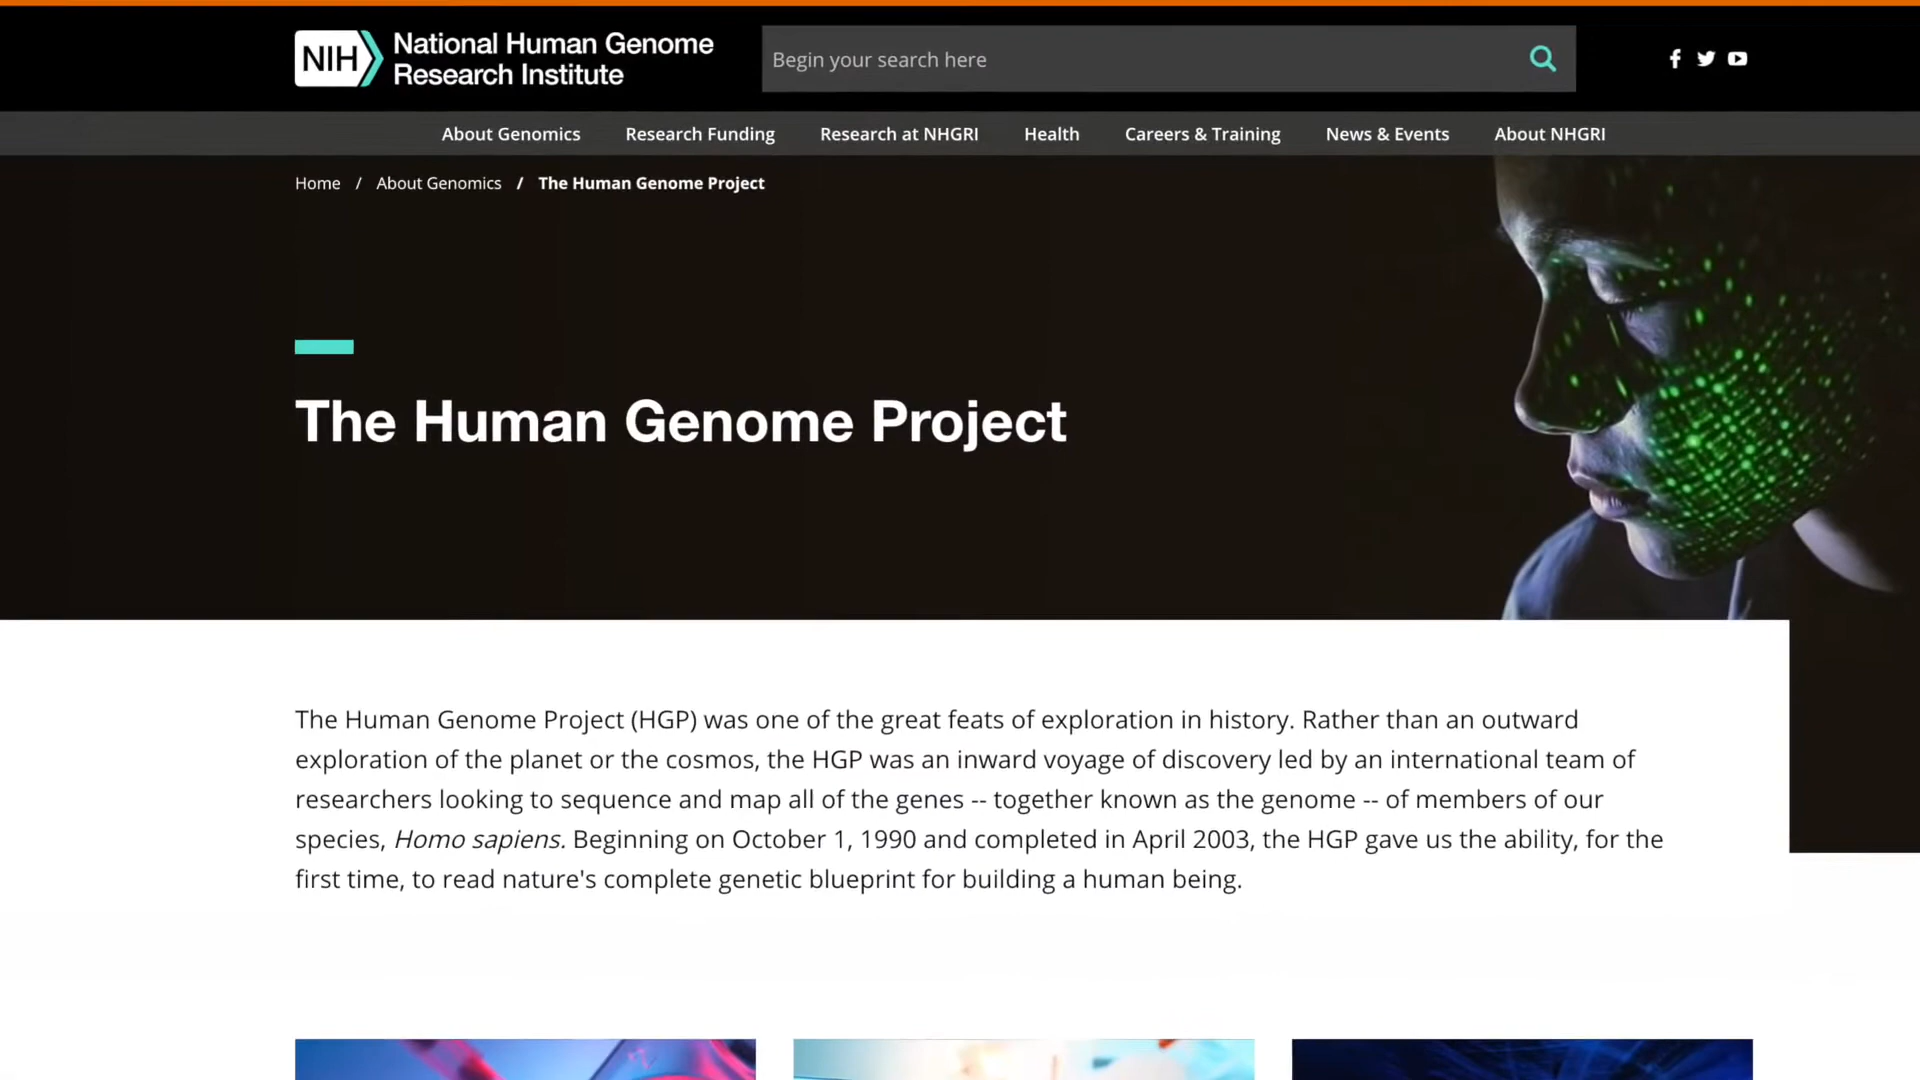 NIH National Human Genome
Research Institute
Begin your search here
About Genomics Research Funding Research at NHGRI Health Careers & Training News & Events About NHGRI
Home / About Genomics / The Human Genome Project
The Human Genome Project
The Human Genome Project (HGP) was one of the great feats of exploration in history. Rather than an outward
exploration of the planet or the cosmos, the HGP was an inward voyage of discovery led by an international team of
researchers looking to sequence and map all of the genes -- together known as the genome -- of members of our
species, Homo sapiens. Beginning on October 1, 1990 and completed in April 2003, the HGP gave us the ability, for the
first time, to read nature's complete genetic blueprint for building a human being.